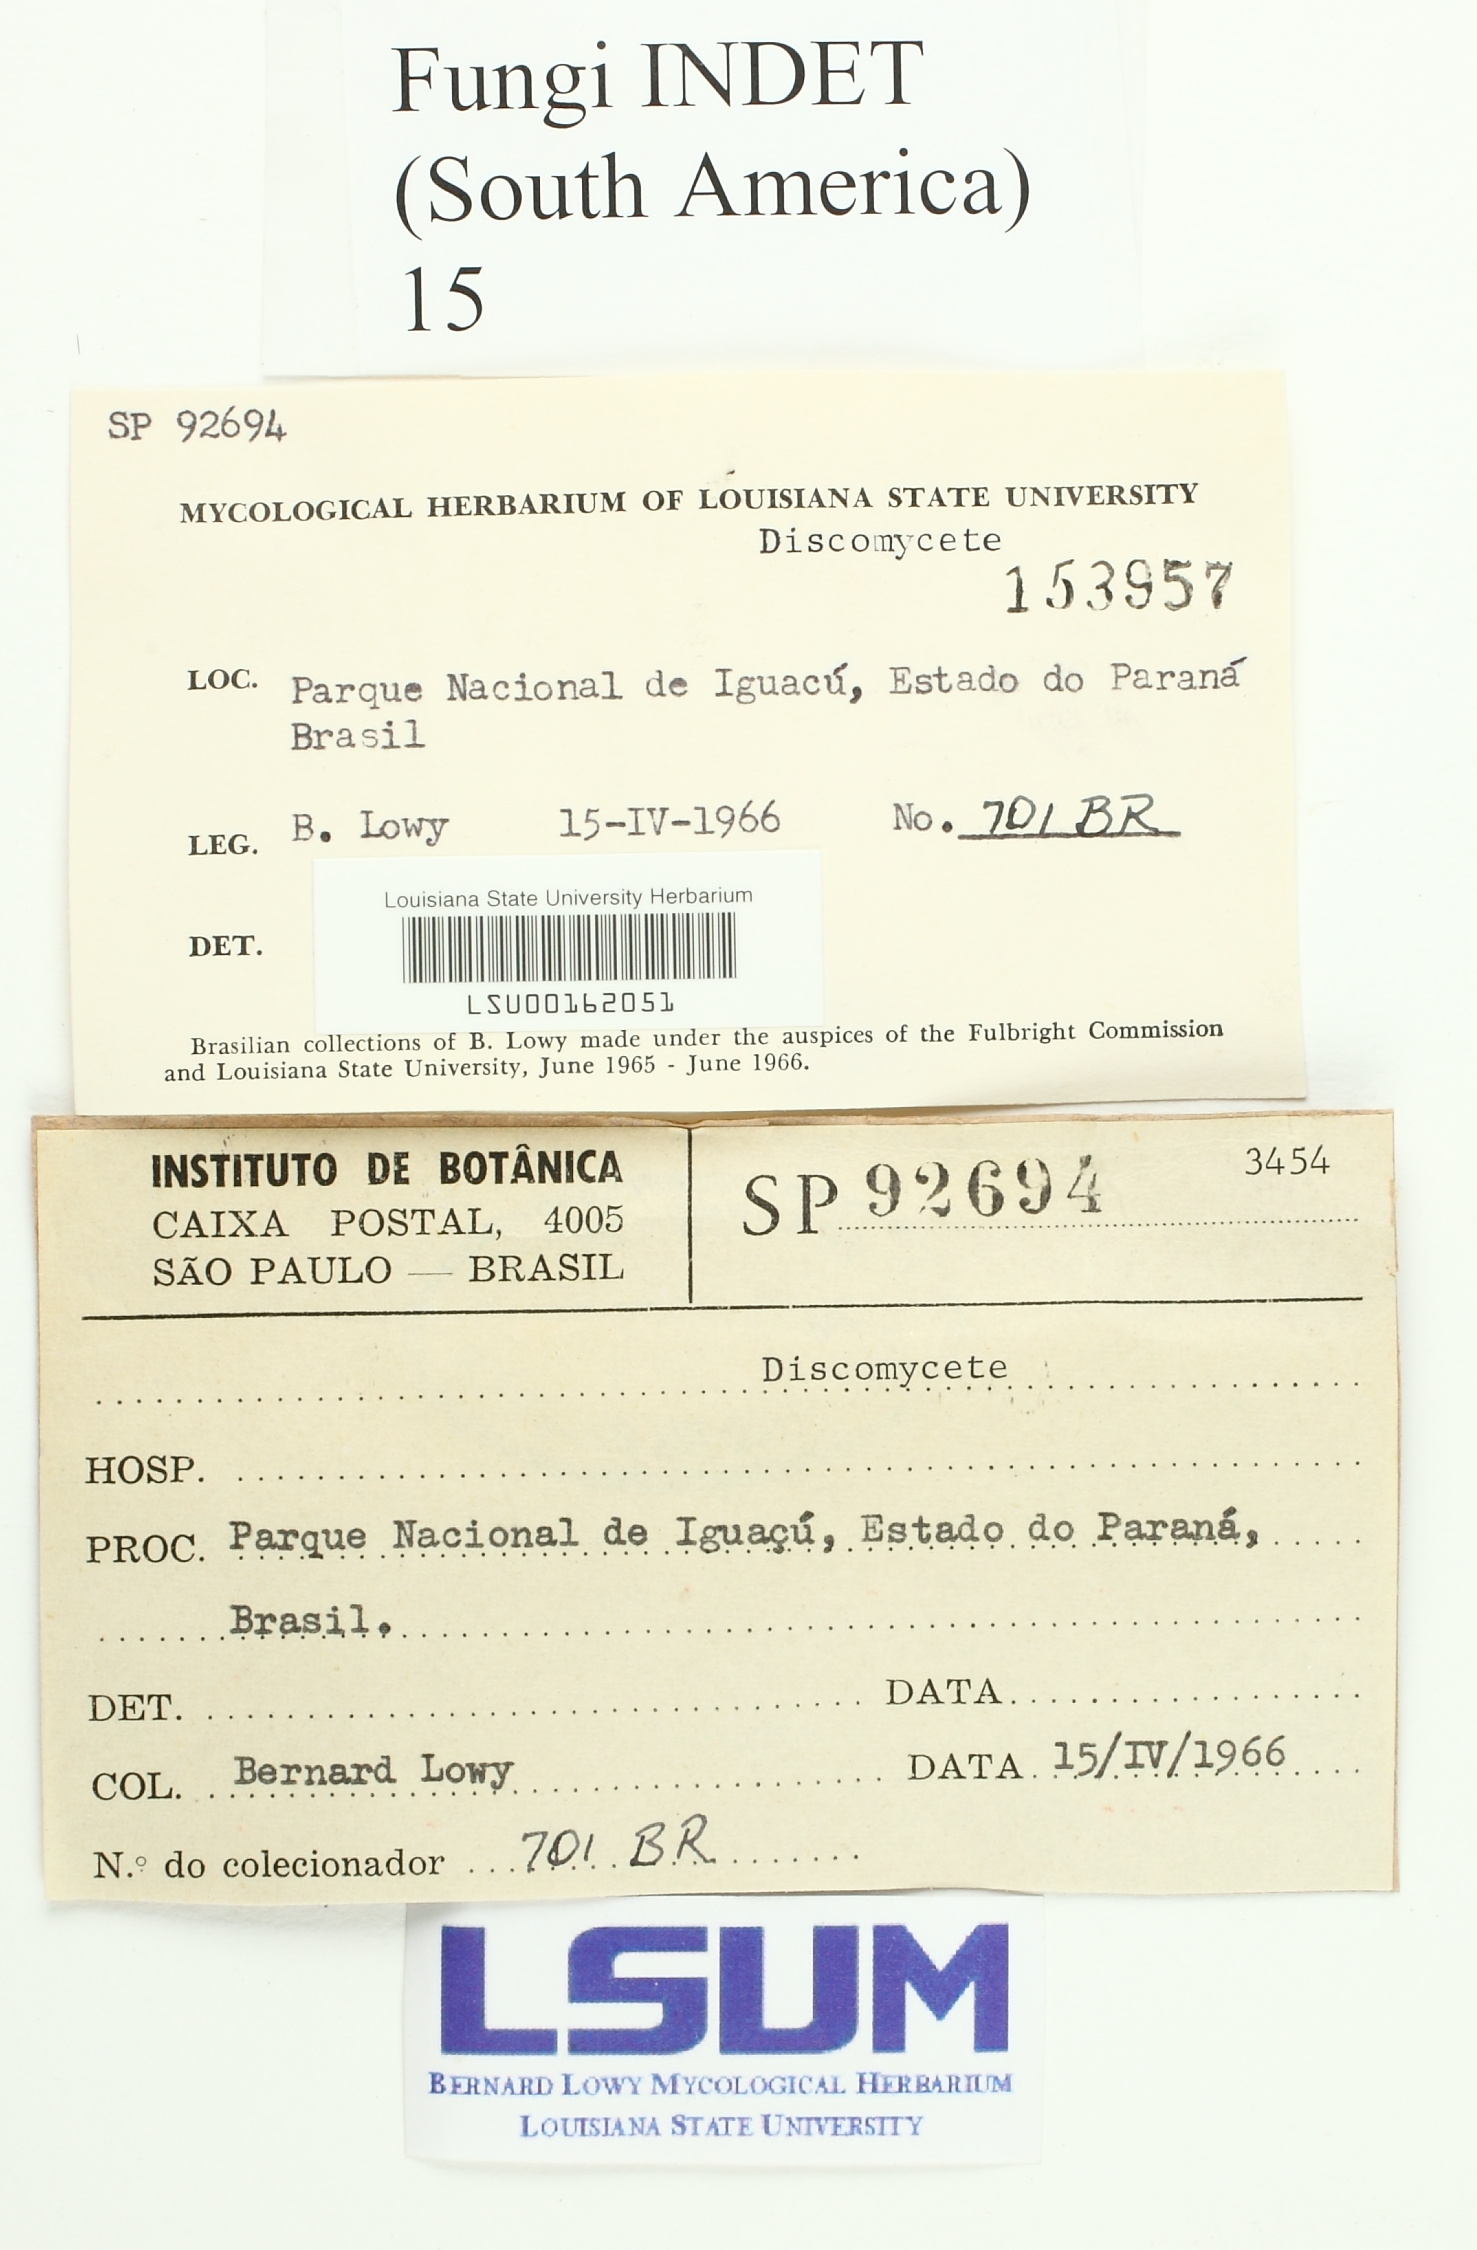 Fungi INDET
(South America)
15
SP 92694
MYCOLOGICAL HERBARIUM OF LOUISIANA STATE UNIVERSITY
Discomycete
153957
LOC. Parque Nacional de Iguacú, Estado do Paraná
Brasil
LEG. B. Lowy 15-IV-1966 No. 701 BR
Louisiana State University Herbarium
LSU00162051
DET.
Brasilian collections of B. Lowy made under the auspices of the Fulbright Commission
and Louisiana State University, June 1965 - June 1966.
INSTITUTO DE BOTÂNICA
CAIXA POSTAL, 4005
SÃO PAULO — BRASIL
SP 92694 3454
Discomycete
HOSP.
PROC. Parque Nacional de Iguaçú, Estado do Paraná,
Brasil.
DET. DATA
COL. Bernard Lowy DATA 15/IV/1966
N.º do colecionador 701 BR
LSUM
BERNARD LOWY MYCOLOGICAL HERBARIUM
LOUISIANA STATE UNIVERSITY